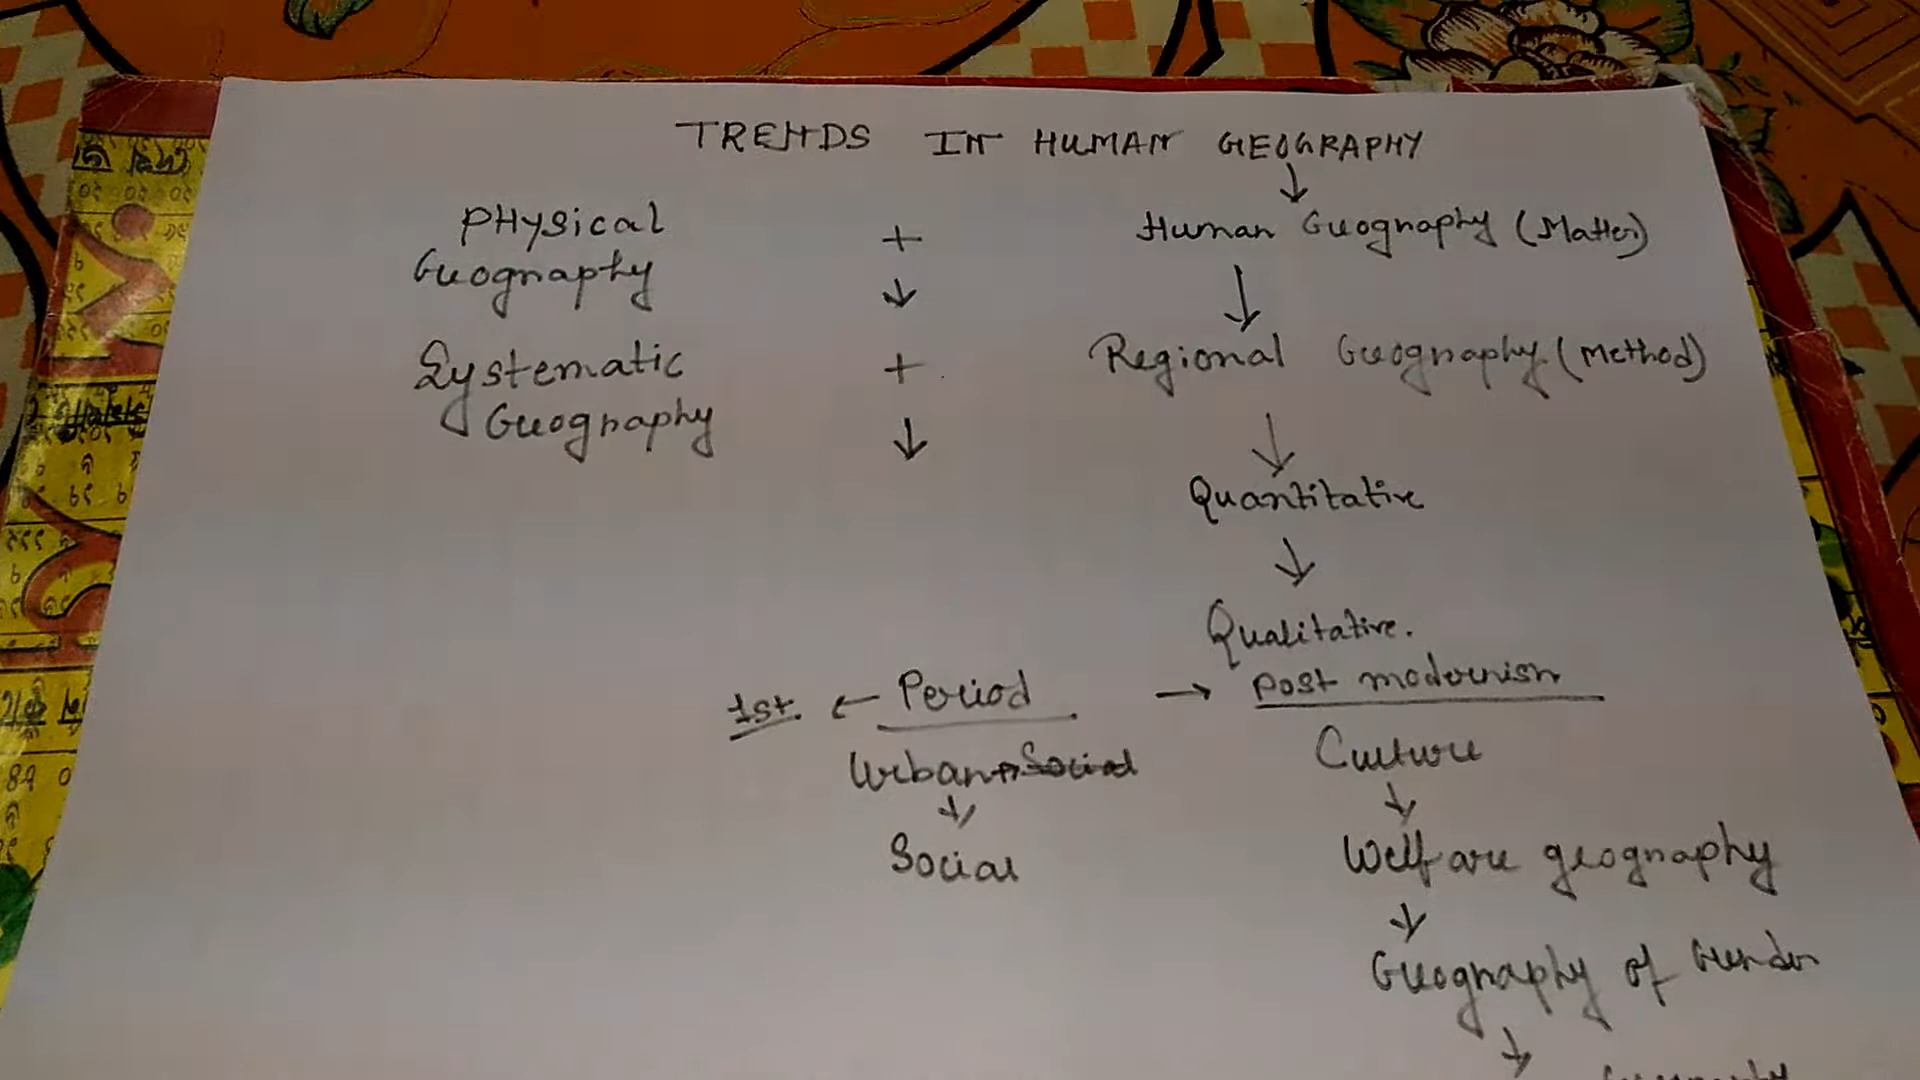 TRENDS IN HUMAN GEOGRAPHY
↓
PHysical + Human Geography (Matter)
Geography ↓ ↓
Systematic + Regional Geography (Method)
Geography ↓ ↓
Quantitative
↓
Qualitative.
1st. ← Period → Post modernism
Urban Culture
↓ ↓
Social Welfare geography
↓
Geography of Gender
↓